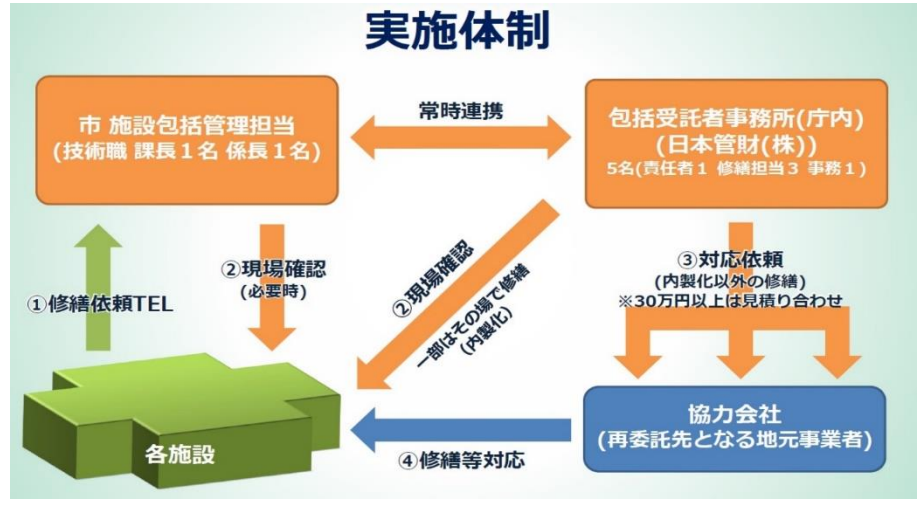 実施体制
市 施設包括管理担当
(技術職 課長１名 係長１名)
常時連携
包括受託者事務所(庁内)
(日本管財(株))
5名(責任者１ 修繕担当３ 事務１)
①修繕依頼TEL
②現場確認
(必要時)
②現場確認
一部はその場で修繕
(内製化)
③対応依頼
(内製化以外の修繕)
※30万円以上は見積り合わせ
各施設
④修繕等対応
協力会社
(再委託先となる地元事業者)